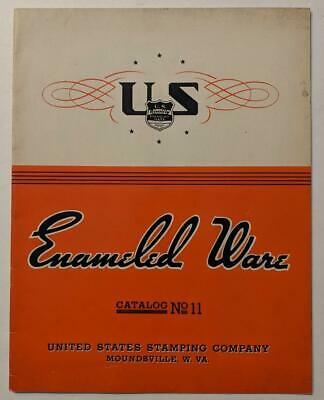 US
U.S.
Enameled Ware
CATALOG No 11
UNITED STATES STAMPING COMPANY
MOUNDSVILLE, W. VA.